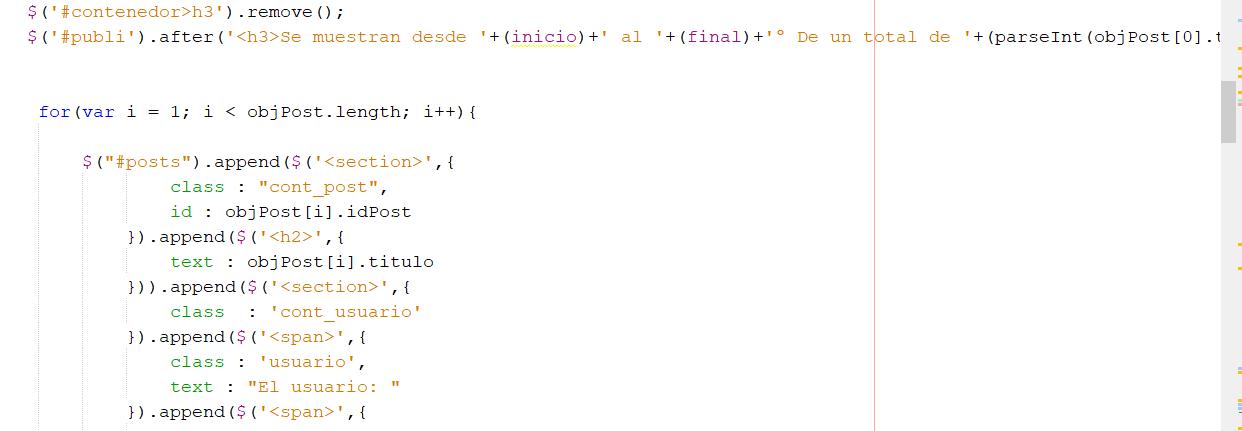 $('#contenedor>h3').remove();
$('#publi').after('<h3>Se muestran desde '+(inicio)+' al '+(final)+'° De un total de '+(parseInt(objPost[0].t
for(var i = 1; i < objPost.length; i++){
$("#posts").append($('<section>',{
class : "cont_post",
id : objPost[i].idPost
}).append($('<h2>',{
text : objPost[i].titulo
})).append($('<section>',{
class  : 'cont_usuario'
}).append($('<span>',{
class : 'usuario',
text : "El usuario: "
}).append($('<span>',{